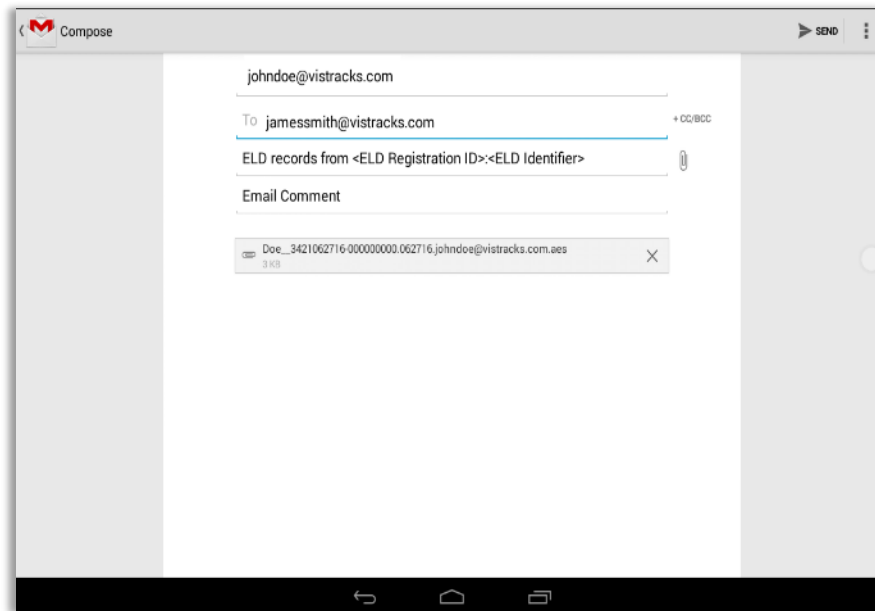 Compose
SEND
johndoe@vistracks.com
To jamessmith@vistracks.com
+ CC/BCC
ELD records from <ELD Registration ID>:<ELD Identifier>
Email Comment
Doe__3421062716-000000000.062716.johndoe@vistracks.com.aes
3 KB